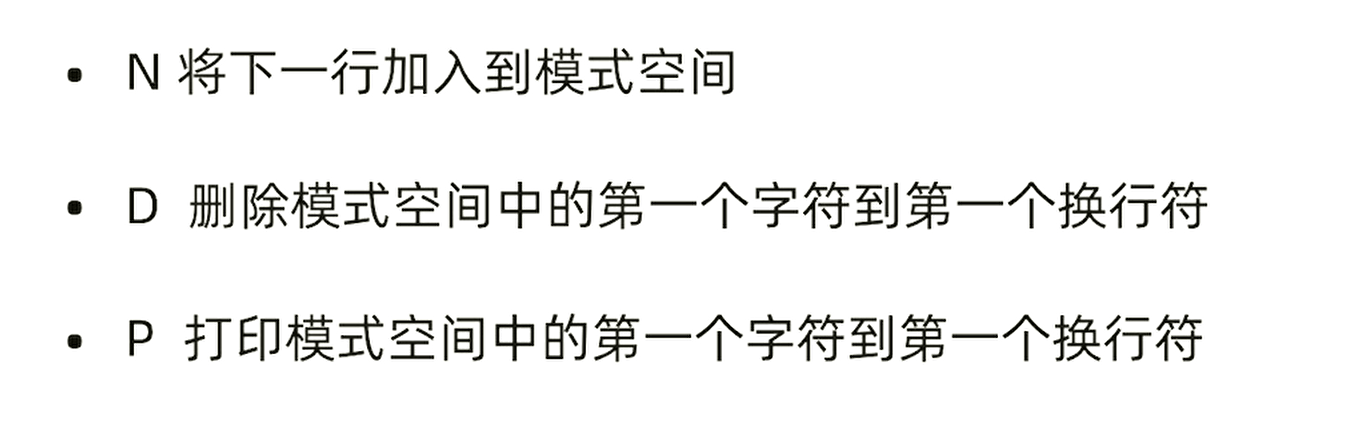 • N 将下一行加入到模式空间
• D 删除模式空间中的第一个字符到第一个换行符
• P 打印模式空间中的第一个字符到第一个换行符